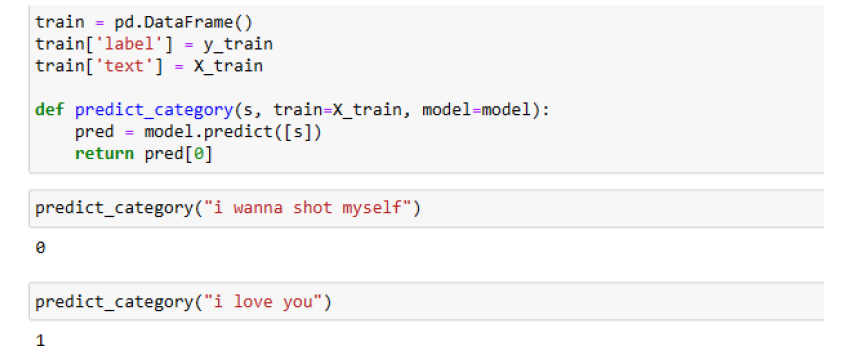 train = pd.DataFrame()
train['label'] = y_train
train['text'] = X_train
def predict_category(s, train=X_train, model=model):
    pred = model.predict([s])
    return pred[0]
predict_category("i wanna shot myself")
0
predict_category("i love you")
1